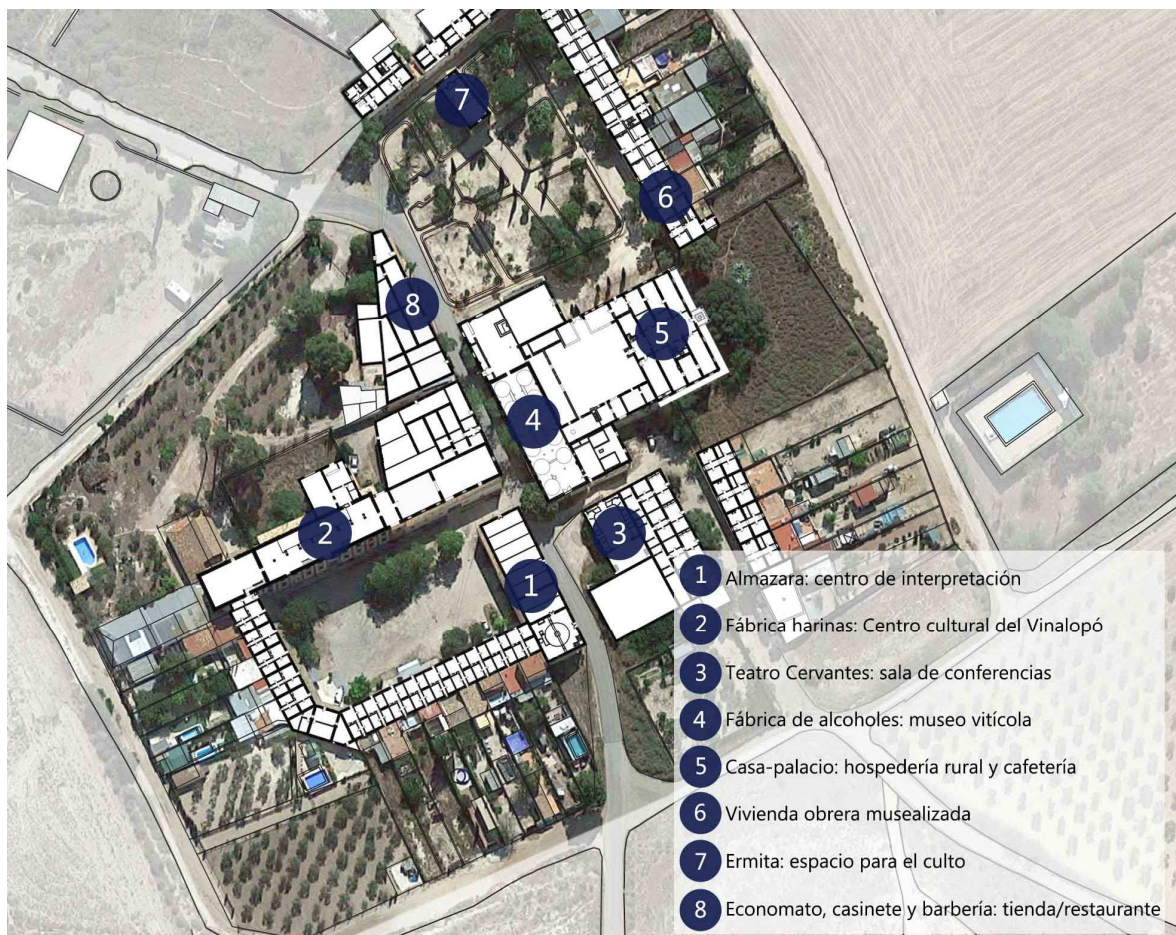 7
6
8
5
4
3
2
1
1 Almazara: centro de interpretación
2 Fábrica harinas: Centro cultural del Vinalopó
3 Teatro Cervantes: sala de conferencias
4 Fábrica de alcoholes: museo vitícola
5 Casa-palacio: hospedería rural y cafetería
6 Vivienda obrera musealizada
7 Ermita: espacio para el culto
8 Economato, casinete y barbería: tienda/restaurante